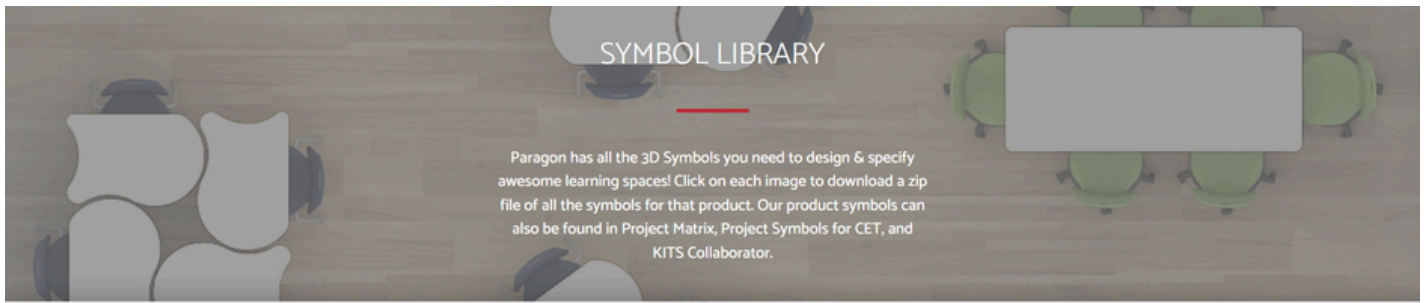 SYMBOL LIBRARY
Paragon has all the 3D Symbols you need to design & specify
awesome learning spaces! Click on each image to download a zip
file of all the symbols for that product. Our product symbols can
also be found in Project Matrix, Project Symbols for CET, and
KITS Collaborator.